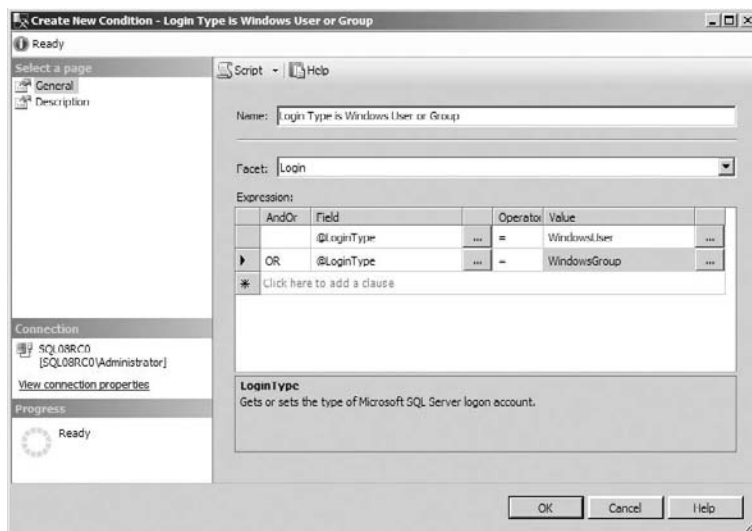 Create New Condition - Login Type is Windows User or Group
Ready
Select a page
General
Description
Script
Help
Name: Login Type is Windows User or Group
Facet: Login
Expression:
AndOr Field Operator Value
@LoginType ... = WindowsUser ...
OR @LoginType ... = WindowsGroup ...
Click here to add a clause
Connection
SQL08RC0
[SQL08RC0\Administrator]
View connection properties
LoginType
Gets or sets the type of Microsoft SQL Server logon account.
Progress
Ready
OK Cancel Help